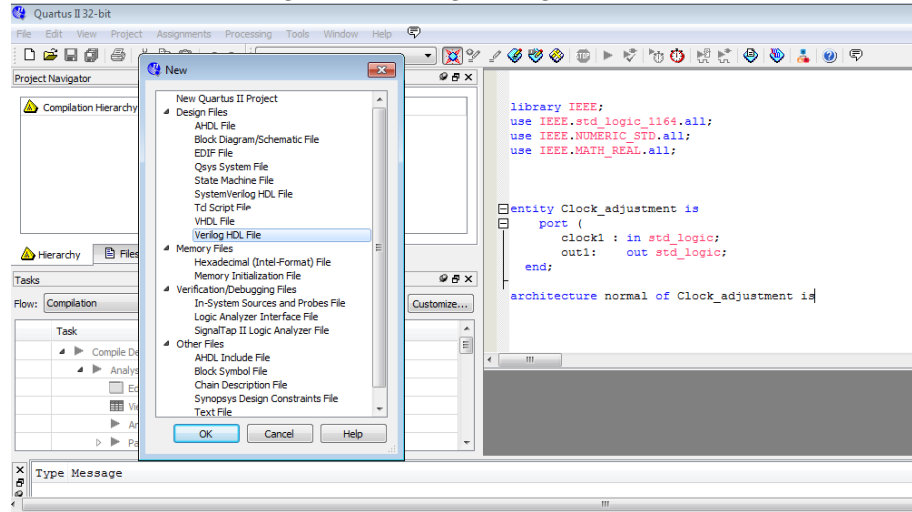 Quartus II 32-bit
File Edit View Project Assignments Processing Tools Window Help
Project Navigator
Compilation Hierarchy
Hierarchy Files
Tasks
Flow: Compilation Customize...
Task
Compile De
Analys
Ed
Vie
An
Pa
New
New Quartus II Project
Design Files
AHDL File
Block Diagram/Schematic File
EDIF File
Qsys System File
State Machine File
SystemVerilog HDL File
Tcl Script File
VHDL File
Verilog HDL File
Memory Files
Hexadecimal (Intel-Format) File
Memory Initialization File
Verification/Debugging Files
In-System Sources and Probes File
Logic Analyzer Interface File
SignalTap II Logic Analyzer File
Other Files
AHDL Include File
Block Symbol File
Chain Description File
Synopsys Design Constraints File
Text File
OK Cancel Help
library IEEE;
use IEEE.std_logic_1164.all;
use IEEE.NUMERIC_STD.all;
use IEEE.MATH_REAL.all;
entity Clock_adjustment is
port (
clock1 : in std_logic;
out1: out std_logic;
end;
architecture normal of Clock_adjustment is
Type Message